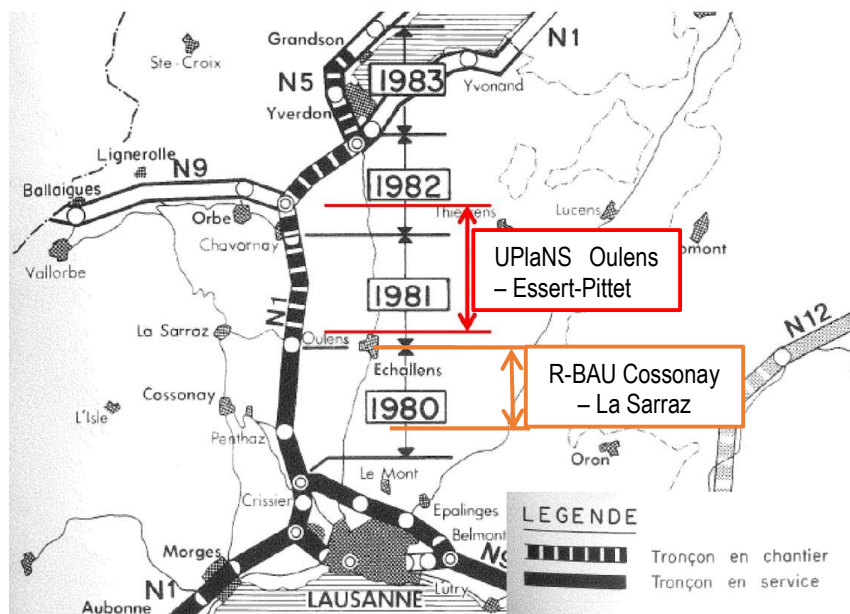 Grandson
N1
Ste-Croix
N5
1983
Yvonand
Yverdon
Lignerolle
N9
Ballaigues
1982
Orbe
Lucens
Chavornay
Vallorbe
UPlaNS Oulens
– Essert-Pittet
1981
N1
La Sarraz
Oulens
N12
Echallens
R-BAU Cossonay
– La Sarraz
Cossonay
1980
L'Isle
Penthaz
Oron
Le Mont
Crissier
Epalinges
LEGENDE
Belmont
Morges
Tronçon en chantier
N1
Tronçon en service
Lutry
LAUSANNE
Aubonne